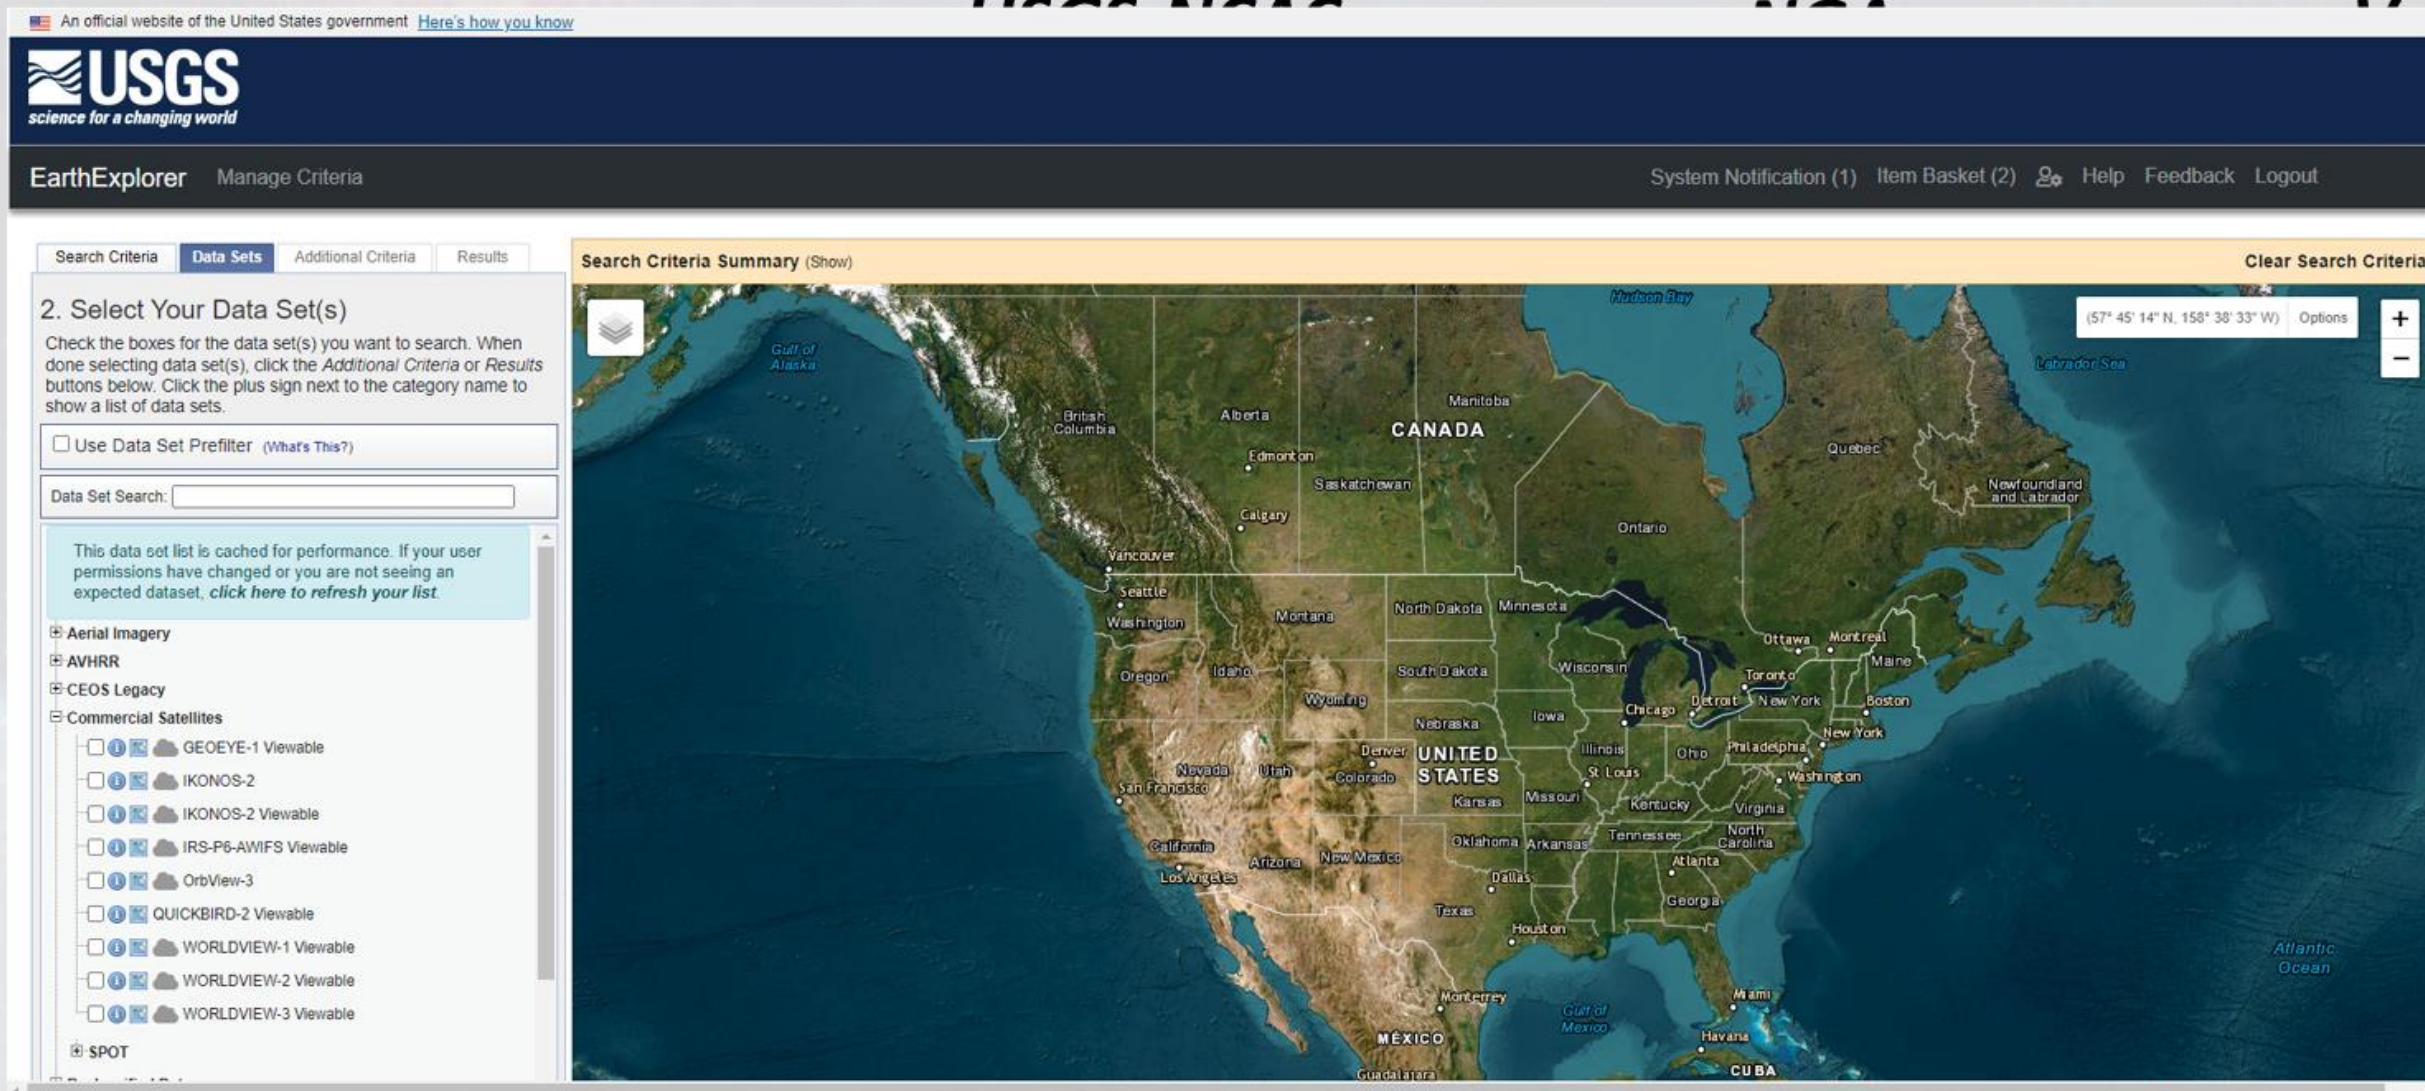 An official website of the United States government Here's how you know
USGS
science for a changing world
EarthExplorer Manage Criteria
System Notification (1) Item Basket (2) Help Feedback Logout
Search Criteria Data Sets Additional Criteria Results
2. Select Your Data Set(s)
Check the boxes for the data set(s) you want to search. When
done selecting data set(s), click the Additional Criteria or Results
buttons below. Click the plus sign next to the category name to
show a list of data sets.
Use Data Set Prefilter (What's This?)
Data Set Search:
This data set list is cached for performance. If your user
permissions have changed or you are not seeing an
expected dataset, click here to refresh your list.
Aerial Imagery
AVHRR
CEOS Legacy
Commercial Satellites
GEOEYE-1 Viewable
IKONOS-2
IKONOS-2 Viewable
IRS-P6-AWIFS Viewable
OrbView-3
QUICKBIRD-2 Viewable
WORLDVIEW-1 Viewable
WORLDVIEW-2 Viewable
WORLDVIEW-3 Viewable
SPOT
Search Criteria Summary (Show)
Clear Search Criteria
(57° 45' 14" N, 158° 38' 33" W) Options
+
−
Hudson Bay
Gulf of
Alaska
Labrador Sea
British
Columbia
Alberta
Manitoba
CANADA
Edmonton
Saskatchewan
Quebec
Newfoundland
and Labrador
Calgary
Ontario
Vancouver
Seattle
Washington
Montana
North Dakota
Minnesota
Ottawa
Montreal
Maine
Oregon
Idaho
South Dakota
Wisconsin
Toronto
Wyoming
Detroit
New York
Boston
Chicago
Nebraska
Iowa
New York
Denver
UNITED
STATES
Illinois
Ohio
Philadelphia
Nevada
Utah
Colorado
St Louis
Washington
San Francisco
Kansas
Missouri
Kentucky
Virginia
California
Arizona
New Mexico
Oklahoma
Arkansas
Tennessee
North
Carolina
Los Angeles
Atlanta
Dallas
Georgia
Texas
Houston
Atlantic
Ocean
Monterrey
Miami
Gulf of
Mexico
MÉXICO
Havana
CUBA
Guadalajara